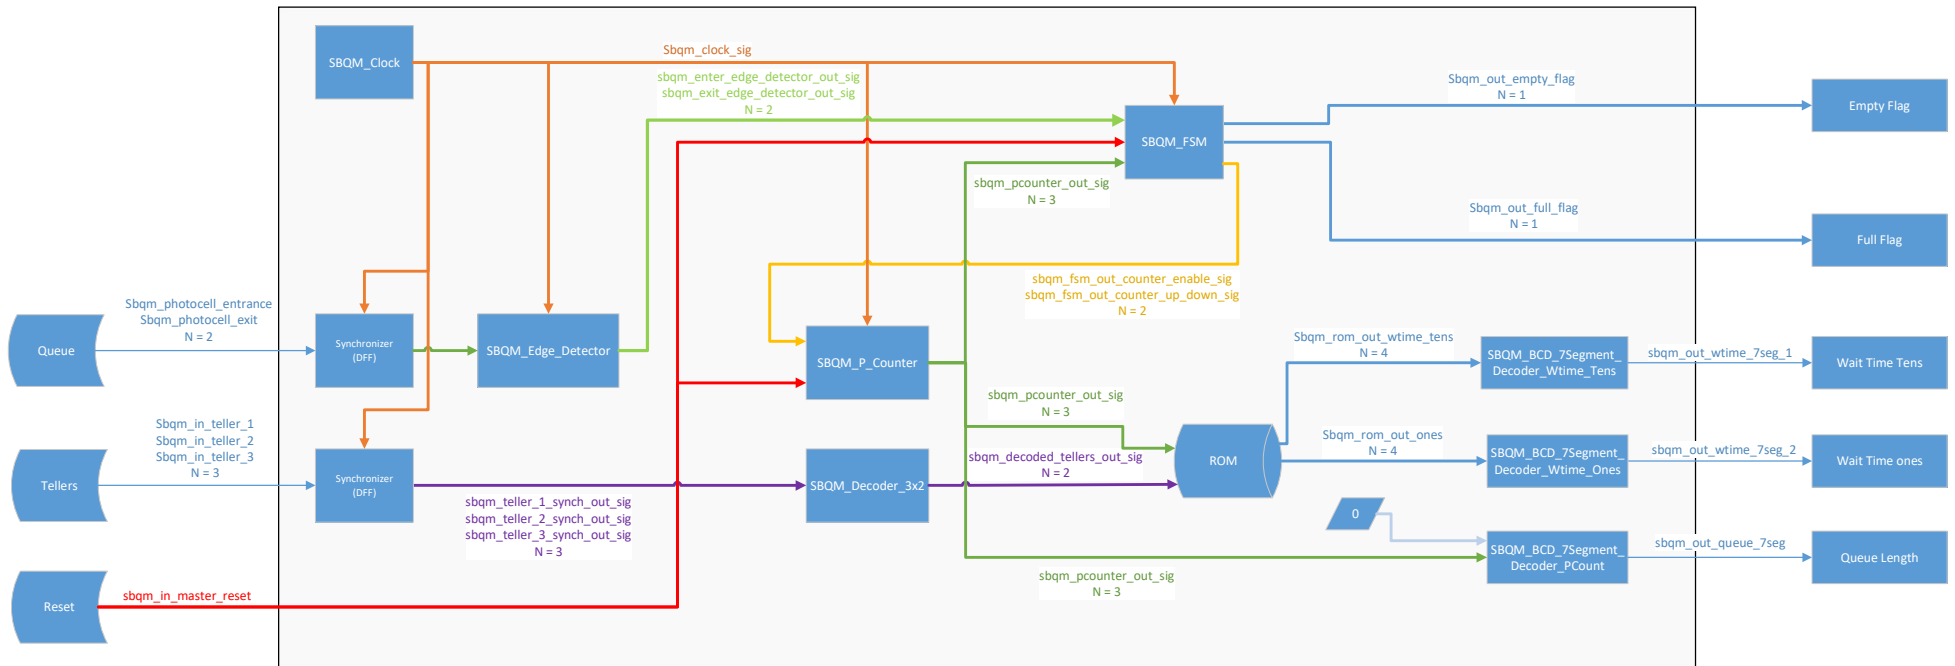 SBQM_Clock
Sbqm_clock_sig
sbqm_enter_edge_detector_out_sig
sbqm_exit_edge_detector_out_sig
N = 2
Sbqm_out_empty_flag
N = 1
Empty Flag
SBQM_FSM
sbqm_pcounter_out_sig
N = 3
Sbqm_out_full_flag
N = 1
Full Flag
sbqm_fsm_out_counter_enable_sig
sbqm_fsm_out_counter_up_down_sig
N = 2
Sbqm_photocell_entrance
Sbqm_photocell_exit
N = 2
Queue
Synchronizer
(DFF)
SBQM_Edge_Detector
SBQM_P_Counter
Sbqm_rom_out_wtime_tens
N = 4
SBQM_BCD_7Segment_
Decoder_Wtime_Tens
sbqm_out_wtime_7seg_1
Wait Time Tens
sbqm_pcounter_out_sig
N = 3
Sbqm_in_teller_1
Sbqm_in_teller_2
Sbqm_in_teller_3
N = 3
Tellers
Synchronizer
(DFF)
sbqm_teller_1_synch_out_sig
sbqm_teller_2_synch_out_sig
sbqm_teller_3_synch_out_sig
N = 3
SBQM_Decoder_3x2
sbqm_decoded_tellers_out_sig
N = 2
ROM
Sbqm_rom_out_ones
N = 4
SBQM_BCD_7Segment_
Decoder_Wtime_Ones
sbqm_out_wtime_7seg_2
Wait Time ones
0
SBQM_BCD_7Segment_
Decoder_PCount
sbqm_out_queue_7seg
Queue Length
sbqm_pcounter_out_sig
N = 3
Reset
sbqm_in_master_reset